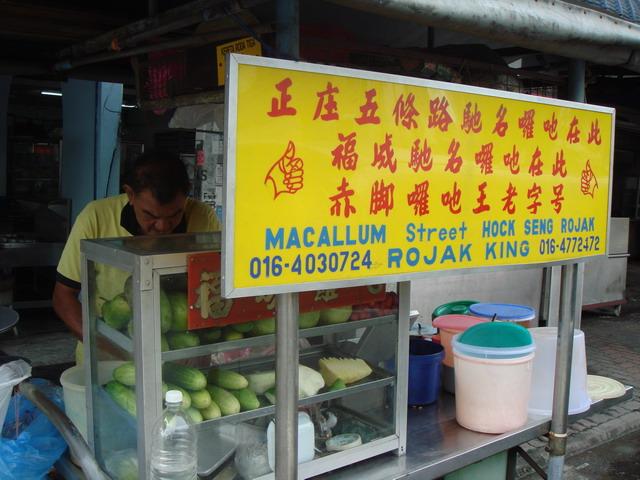 正庄五條路馳名囉吔在此
福成馳名囉吔在此
赤脚囉吔王老字号
MACALLUM Street HOCK SENG ROJAK
016-4030724 ROJAK KING 016-4772472
福